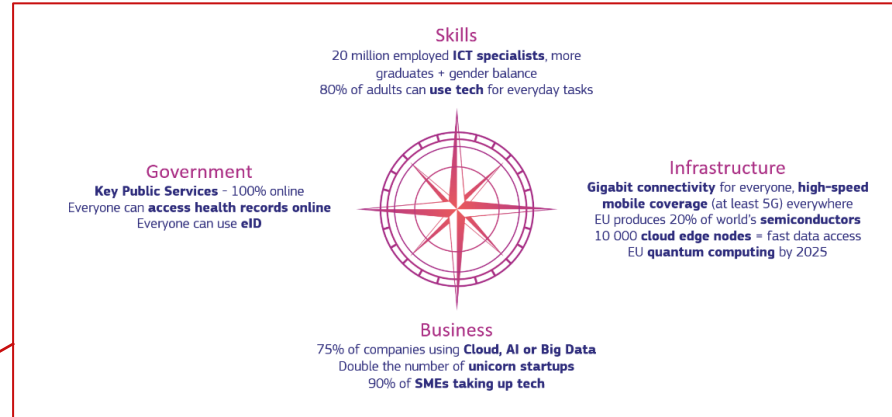 Skills
20 million employed ICT specialists, more
graduates + gender balance
80% of adults can use tech for everyday tasks
Government
Key Public Services - 100% online
Everyone can access health records online
Everyone can use eID
Infrastructure
Gigabit connectivity for everyone, high-speed
mobile coverage (at least 5G) everywhere
EU produces 20% of world's semiconductors
10 000 cloud edge nodes = fast data access
EU quantum computing by 2025
Business
75% of companies using Cloud, AI or Big Data
Double the number of unicorn startups
90% of SMEs taking up tech